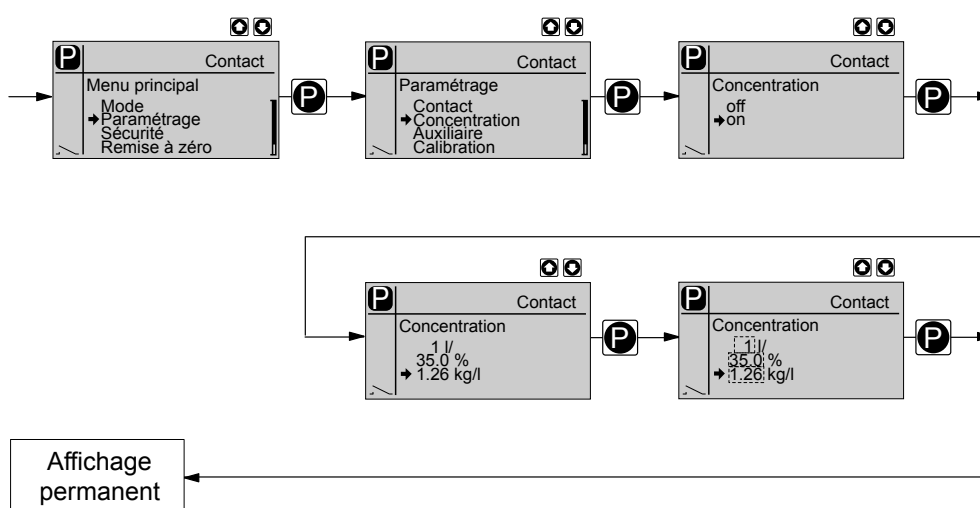 P
Contact
Menu principal
Mode
Paramétrage
Sécurité
Remise à zéro
P
P
Contact
Paramétrage
Contact
Concentration
Auxiliaire
Calibration
P
P
Contact
Concentration
off
on
P
P
Contact
Concentration
1 l/
35.0 %
1.26 kg/l
P
P
Contact
Concentration
1 l/
35.0 %
1.26 kg/l
P
Affichage
permanent